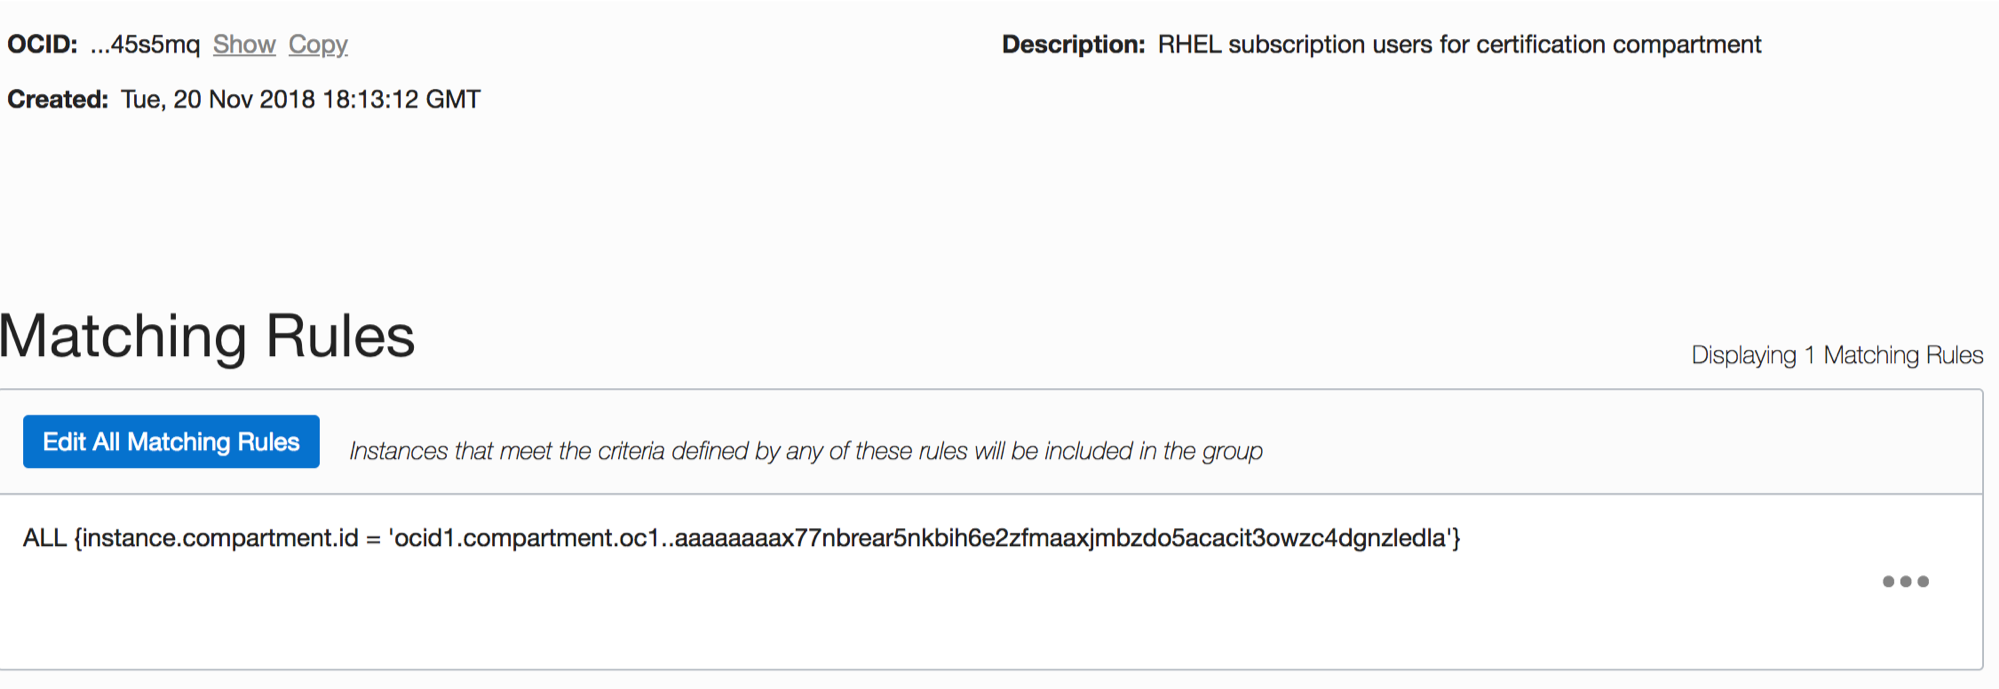 OCID: ...45s5mq Show Copy
Description: RHEL subscription users for certification compartment
Created: Tue, 20 Nov 2018 18:13:12 GMT
Matching Rules
Displaying 1 Matching Rules
Edit All Matching Rules
Instances that meet the criteria defined by any of these rules will be included in the group
ALL {instance.compartment.id = 'ocid1.compartment.oc1..aaaaaaaax77nbrear5nkbih6e2zfmaaxjmbzdo5acacit3owzc4dgnzledla'}